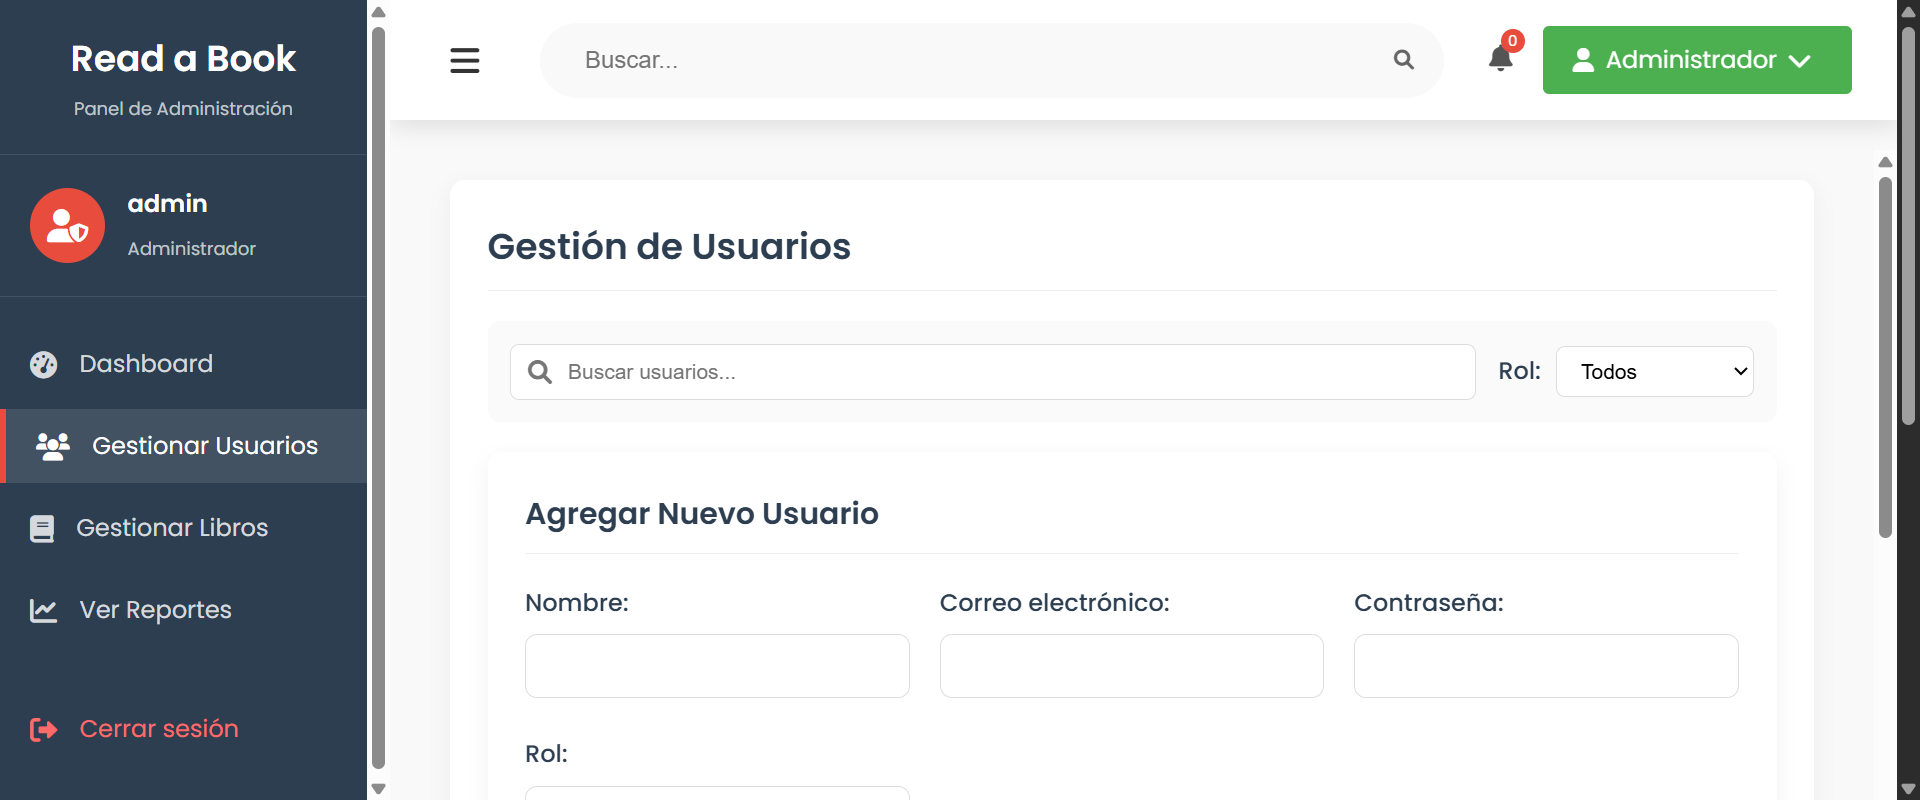 Read a Book
Panel de Administración
admin
Administrador
Dashboard
Gestionar Usuarios
Gestionar Libros
Ver Reportes
Cerrar sesión
Buscar...
0
Administrador
Gestión de Usuarios
Buscar usuarios...
Rol:
Todos
Agregar Nuevo Usuario
Nombre:
Correo electrónico:
Contraseña:
Rol: